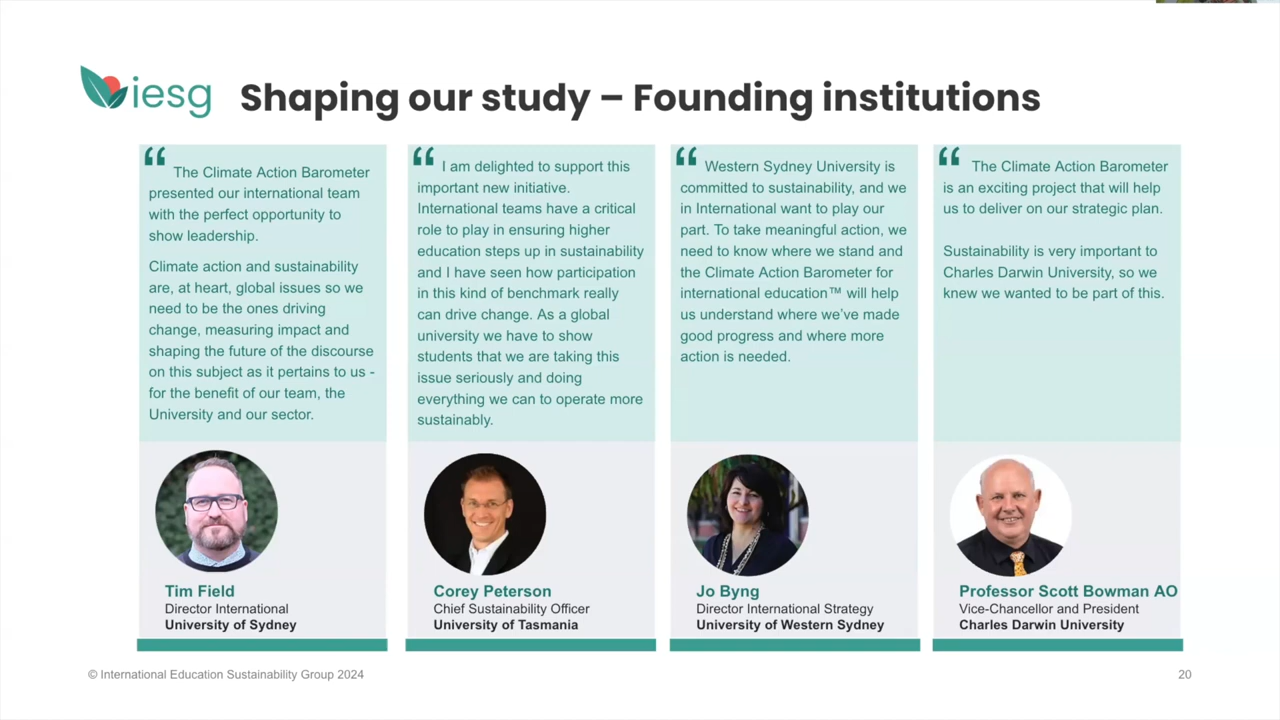 iesg
Shaping our study – Founding institutions
“ The Climate Action Barometer
presented our international team
with the perfect opportunity to
show leadership.
Climate action and sustainability
are, at heart, global issues so we
need to be the ones driving
change, measuring impact and
shaping the future of the discourse
on this subject as it pertains to us -
for the benefit of our team, the
University and our sector.
Tim Field
Director International
University of Sydney
“ I am delighted to support this
important new initiative.
International teams have a critical
role to play in ensuring higher
education steps up in sustainability
and I have seen how participation
in this kind of benchmark really
can drive change. As a global
university we have to show
students that we are taking this
issue seriously and doing
everything we can to operate more
sustainably.
Corey Peterson
Chief Sustainability Officer
University of Tasmania
“ Western Sydney University is
committed to sustainability, and we
in International want to play our
part. To take meaningful action, we
need to know where we stand and
the Climate Action Barometer for
international education™ will help
us understand where we’ve made
good progress and where more
action is needed.
Jo Byng
Director International Strategy
University of Western Sydney
“ The Climate Action Barometer
is an exciting project that will help
us to deliver on our strategic plan.
Sustainability is very important to
Charles Darwin University, so we
knew we wanted to be part of this.
Professor Scott Bowman AO
Vice-Chancellor and President
Charles Darwin University
© International Education Sustainability Group 2024
20